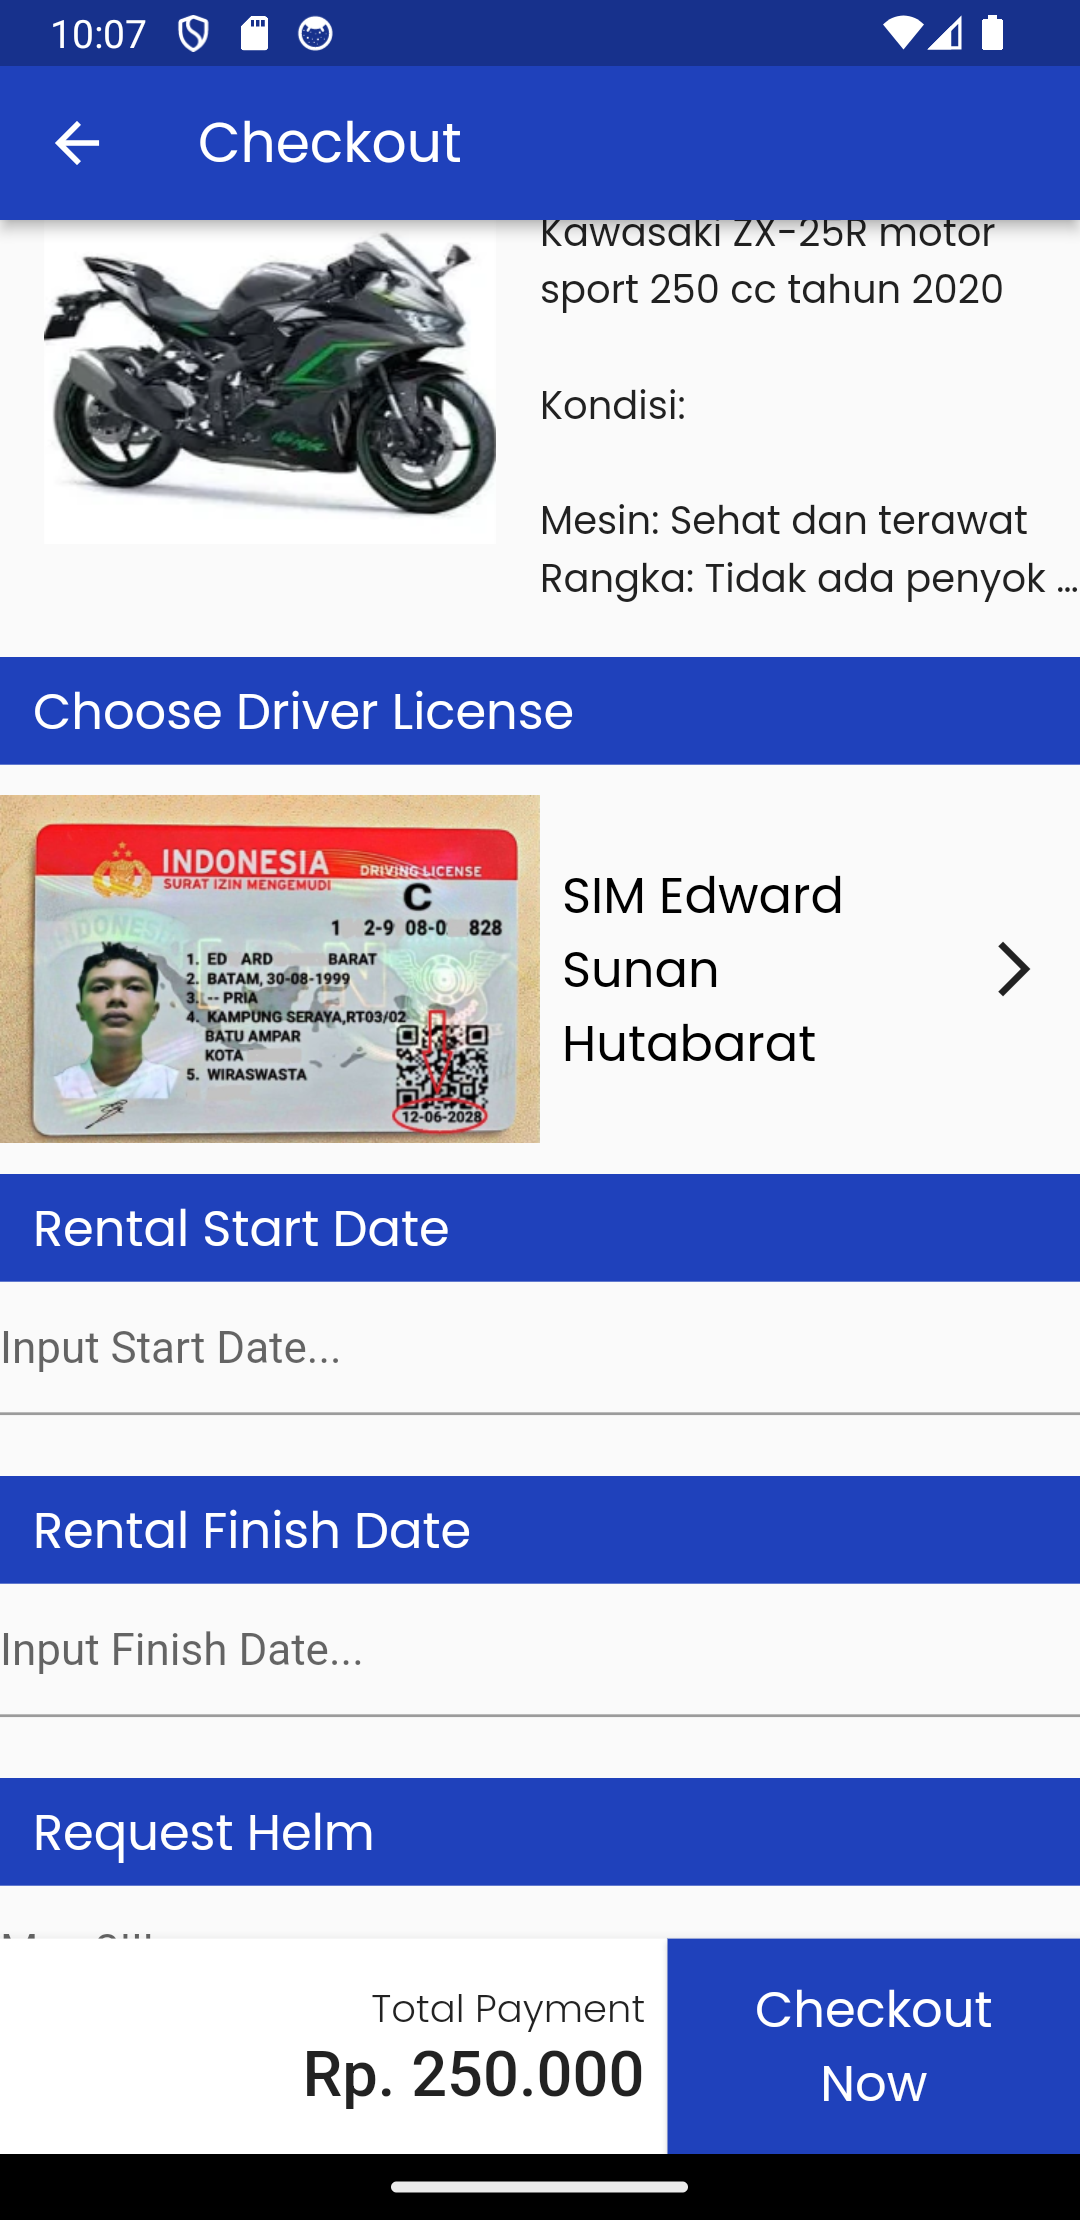 10:07
Checkout
Kawasaki ZX-25R motor
sport 250 cc tahun 2020
Kondisi:
Mesin: Sehat dan terawat
Rangka: Tidak ada penyok ...
Ninja
Choose Driver License
INDONESIA
SURAT IZIN MENGEMUDI
DRIVING LICENSE
C
1 2-9 08-0 828
1. ED ARD BARAT
2. BATAM, 30-08-1999
3. -- PRIA
4. KAMPUNG SERAYA,RT03/02
BATU AMPAR
KOTA
5. WIRASWASTA
12-06-2028
SIM Edward
Sunan
Hutabarat
Rental Start Date
Input Start Date...
Rental Finish Date
Input Finish Date...
Request Helm
Total Payment
Rp. 250.000
Checkout
Now